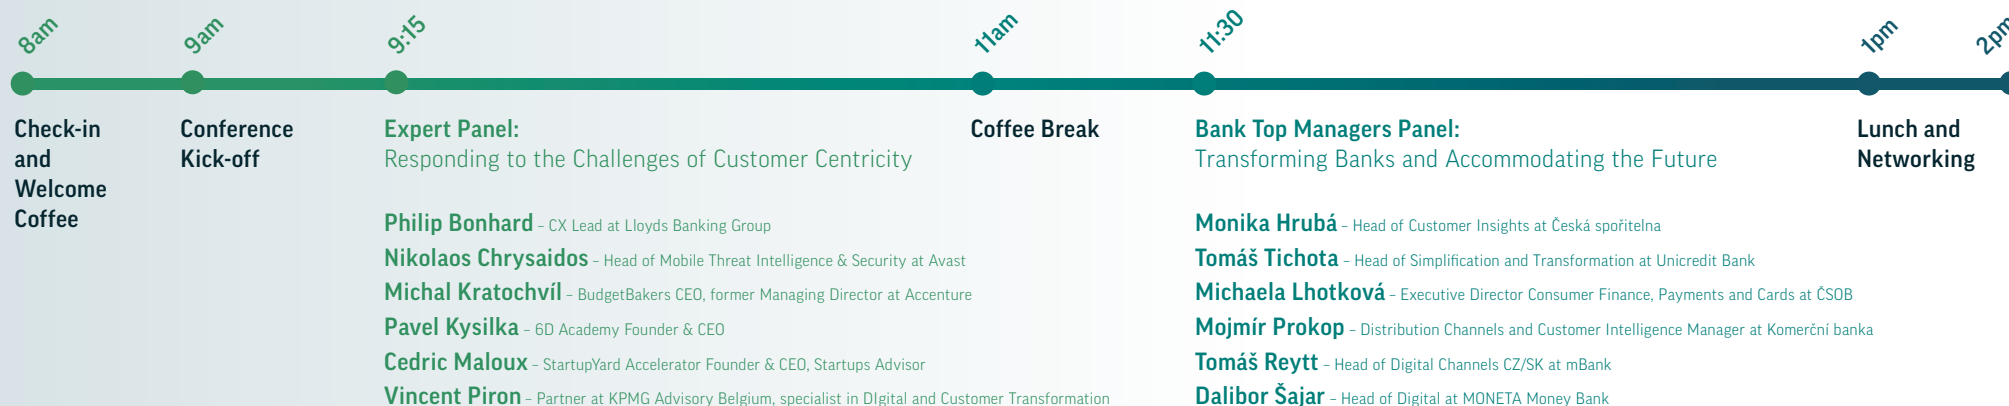 8am
9am
9:15
11am
11:30
1pm
2pm
Check-in
and
Welcome
Coffee
Conference
Kick-off
Expert Panel:
Responding to the Challenges of Customer Centricity
Philip Bonhard – CX Lead at Lloyds Banking Group
Nikolaos Chrysaidos – Head of Mobile Threat Intelligence & Security at Avast
Michal Kratochvíl – BudgetBakers CEO, former Managing Director at Accenture
Pavel Kysilka – 6D Academy Founder & CEO
Cedric Maloux – StartupYard Accelerator Founder & CEO, Startups Advisor
Vincent Piron – Partner at KPMG Advisory Belgium, specialist in DIgital and Customer Transformation
Coffee Break
Bank Top Managers Panel:
Transforming Banks and Accommodating the Future
Monika Hrubá – Head of Customer Insights at Česká spořitelna
Tomáš Tichota – Head of Simplification and Transformation at Unicredit Bank
Michaela Lhotková – Executive Director Consumer Finance, Payments and Cards at ČSOB
Mojmír Prokop – Distribution Channels and Customer Intelligence Manager at Komerční banka
Tomáš Reytt – Head of Digital Channels CZ/SK at mBank
Dalibor Šajar – Head of Digital at MONETA Money Bank
Lunch and
Networking